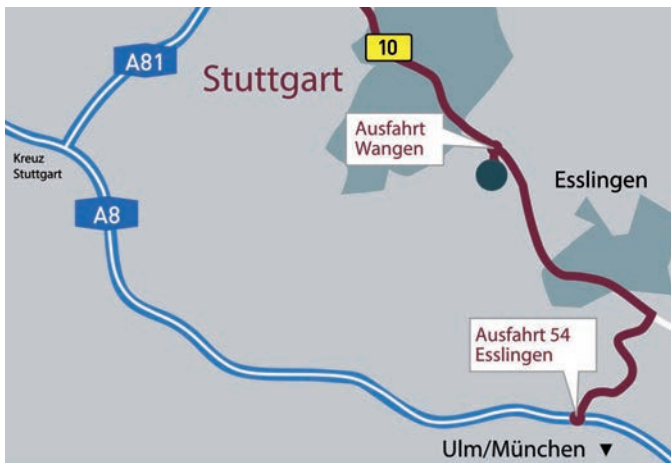 10
A81
Stuttgart
Ausfahrt
Wangen
Kreuz
Stuttgart
Esslingen
A8
Ausfahrt 54
Esslingen
Ulm/München ▼